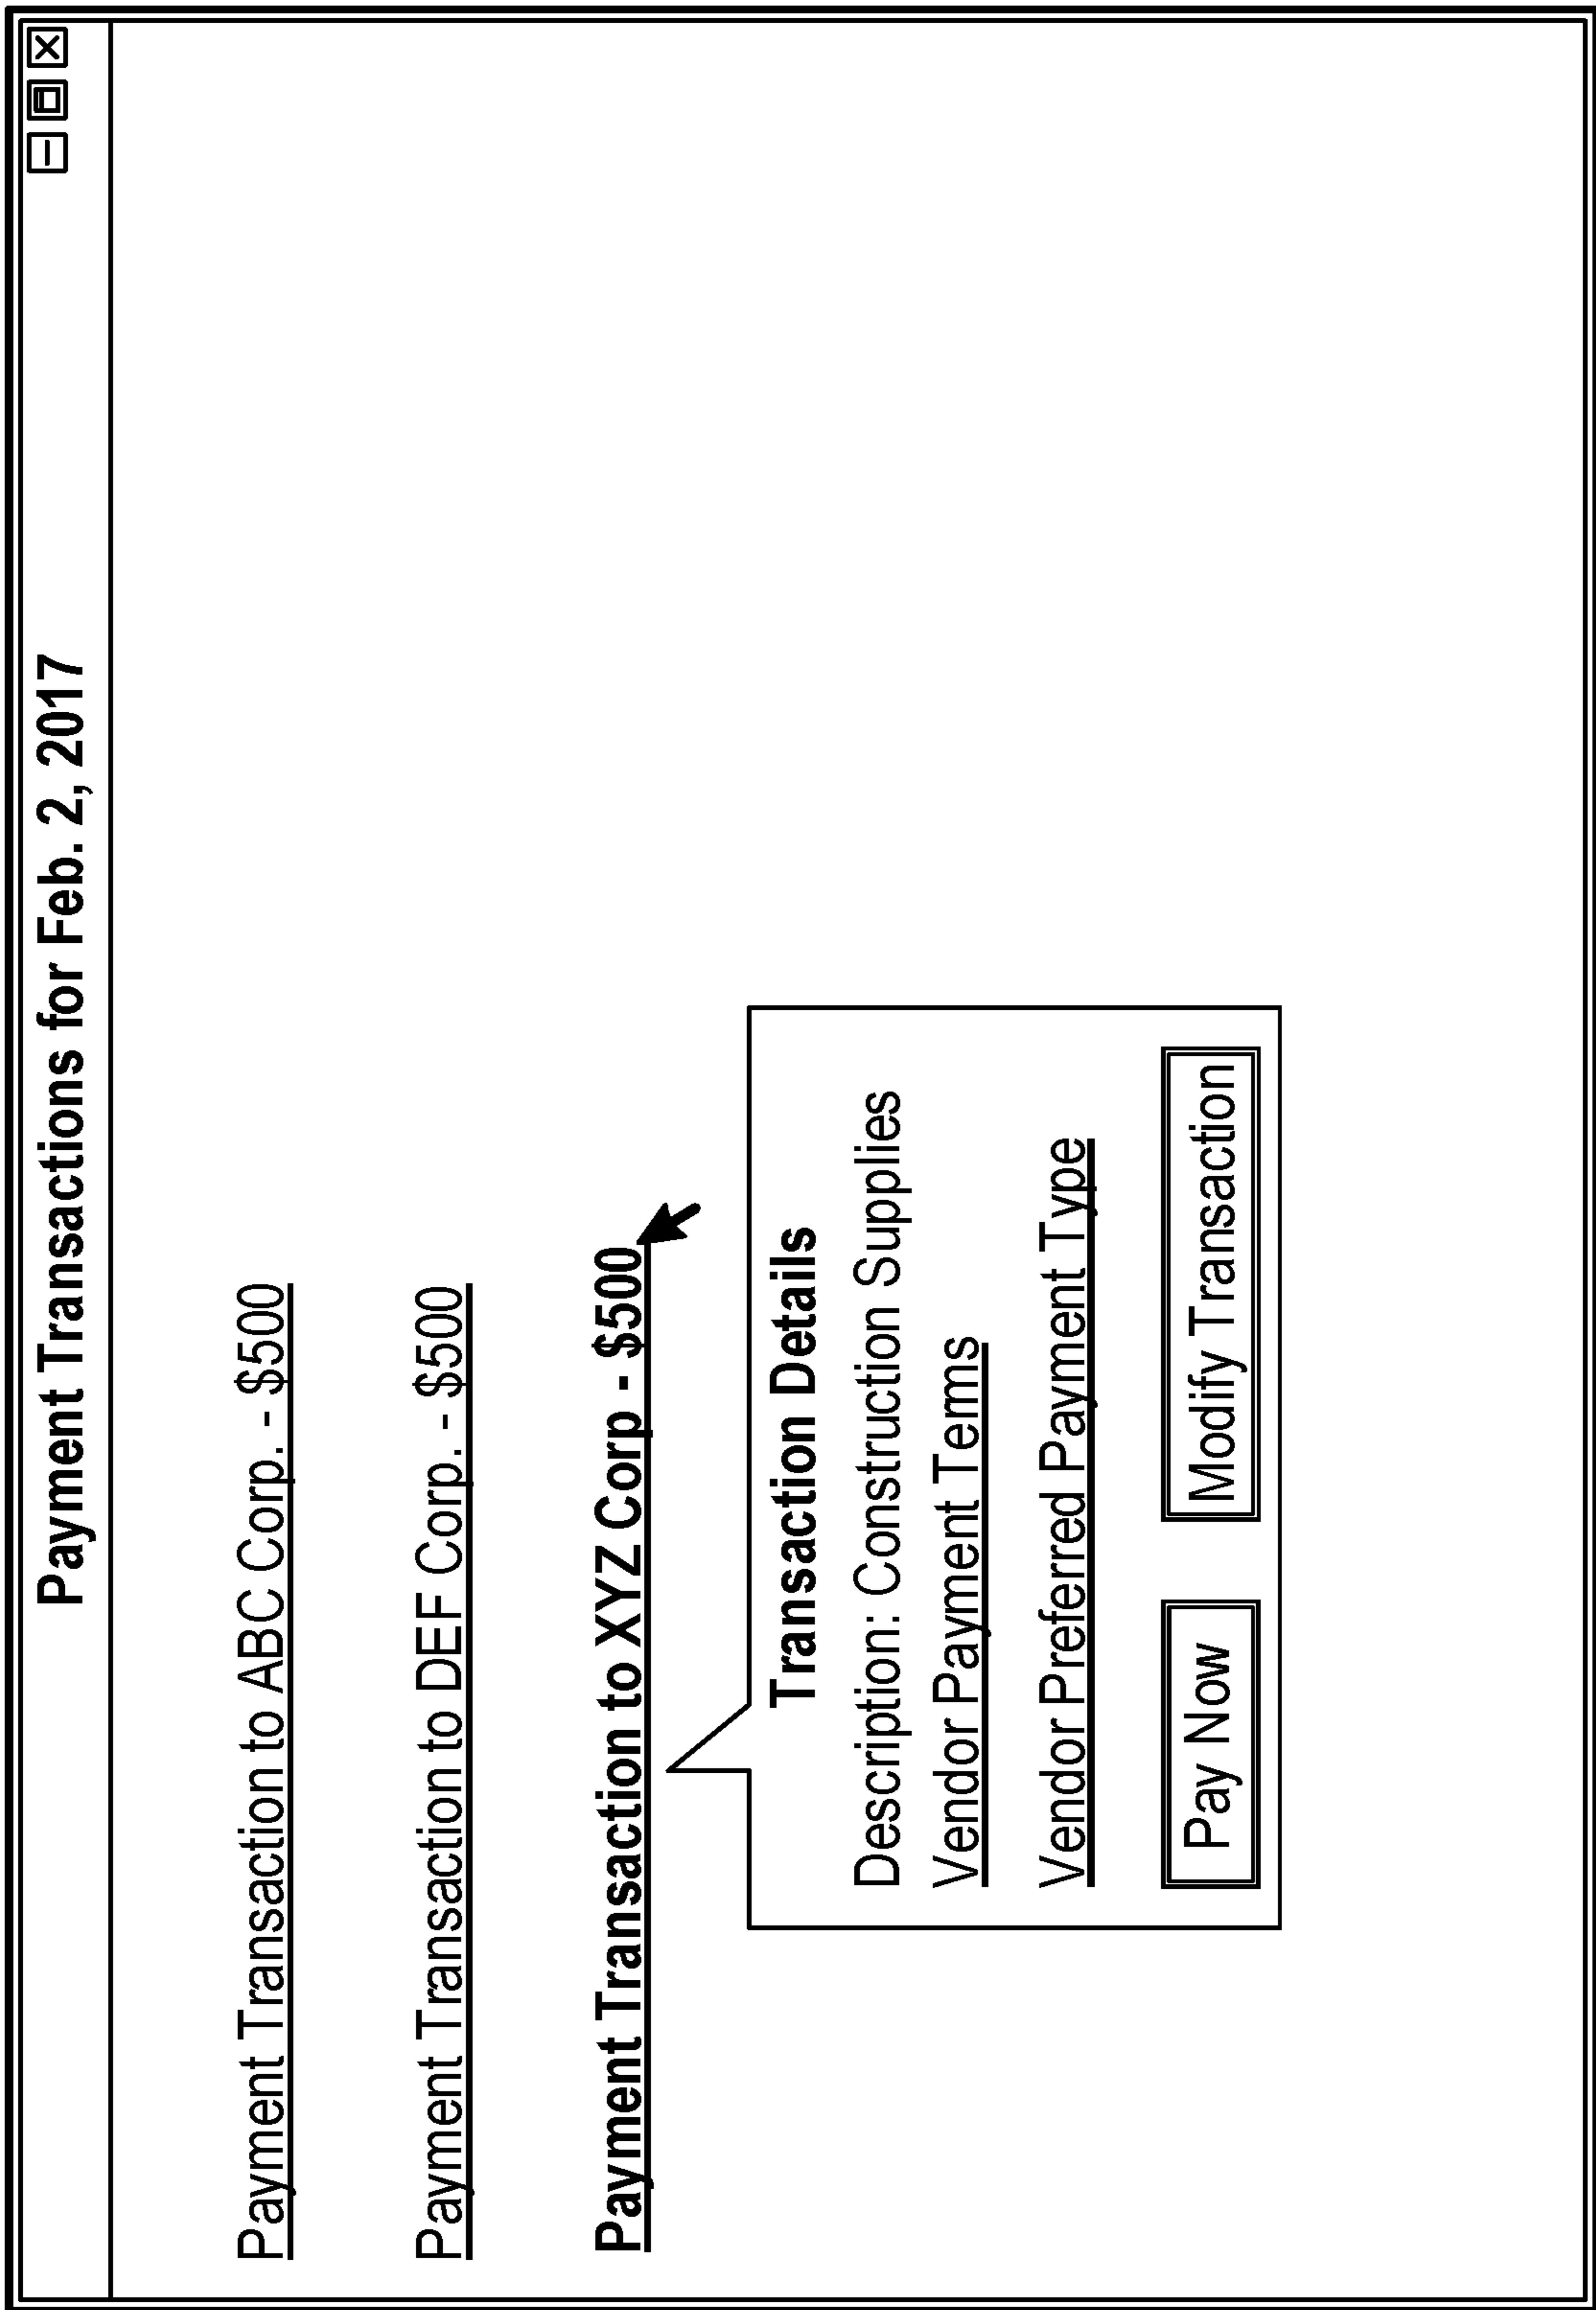 Payment Transactions for Feb. 2, 2017
Payment Transaction to ABC Corp. - $500
Payment Transaction to DEF Corp. - $500
Payment Transaction to XYZ Corp - $500
Transaction Details
Description: Construction Supplies
Vendor Payment Terms
Vendor Preferred Payment Type
Pay Now Modify Transaction